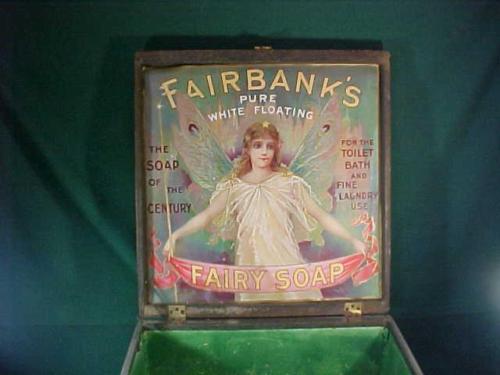 FAIRBANK'S
PURE
WHITE FLOATING
THE
SOAP
OF THE
CENTURY
FOR THE
TOILET
BATH
AND
FINE
LAUNDRY
USE
FAIRY SOAP